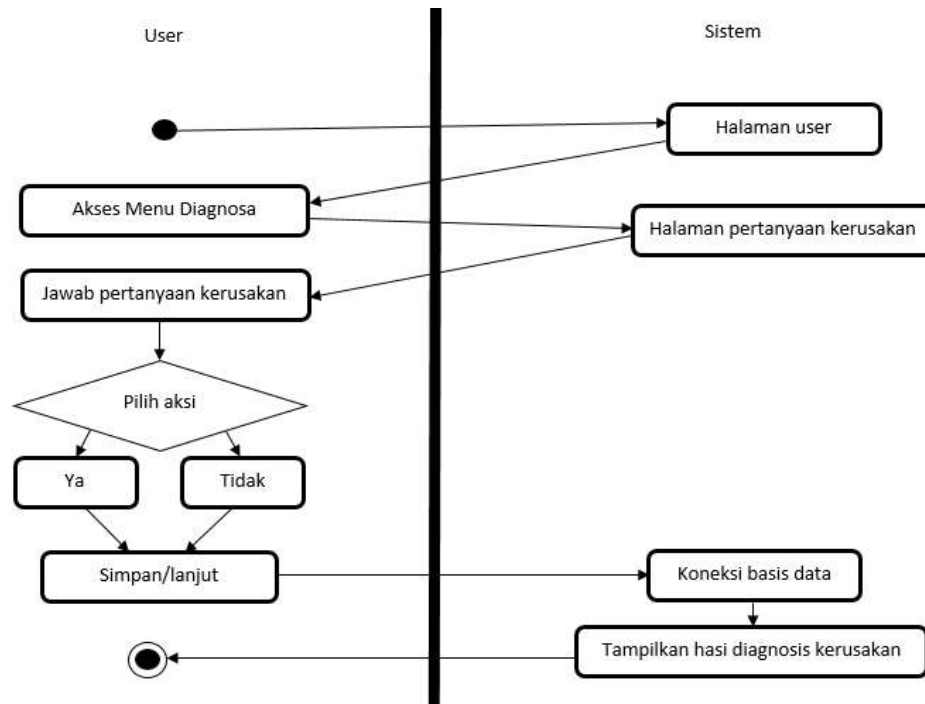 User
Sistem
Halaman user
Akses Menu Diagnosa
Halaman pertanyaan kerusakan
Jawab pertanyaan kerusakan
Pilih aksi
Ya
Tidak
Simpan/lanjut
Koneksi basis data
Tampilkan hasi diagnosis kerusakan